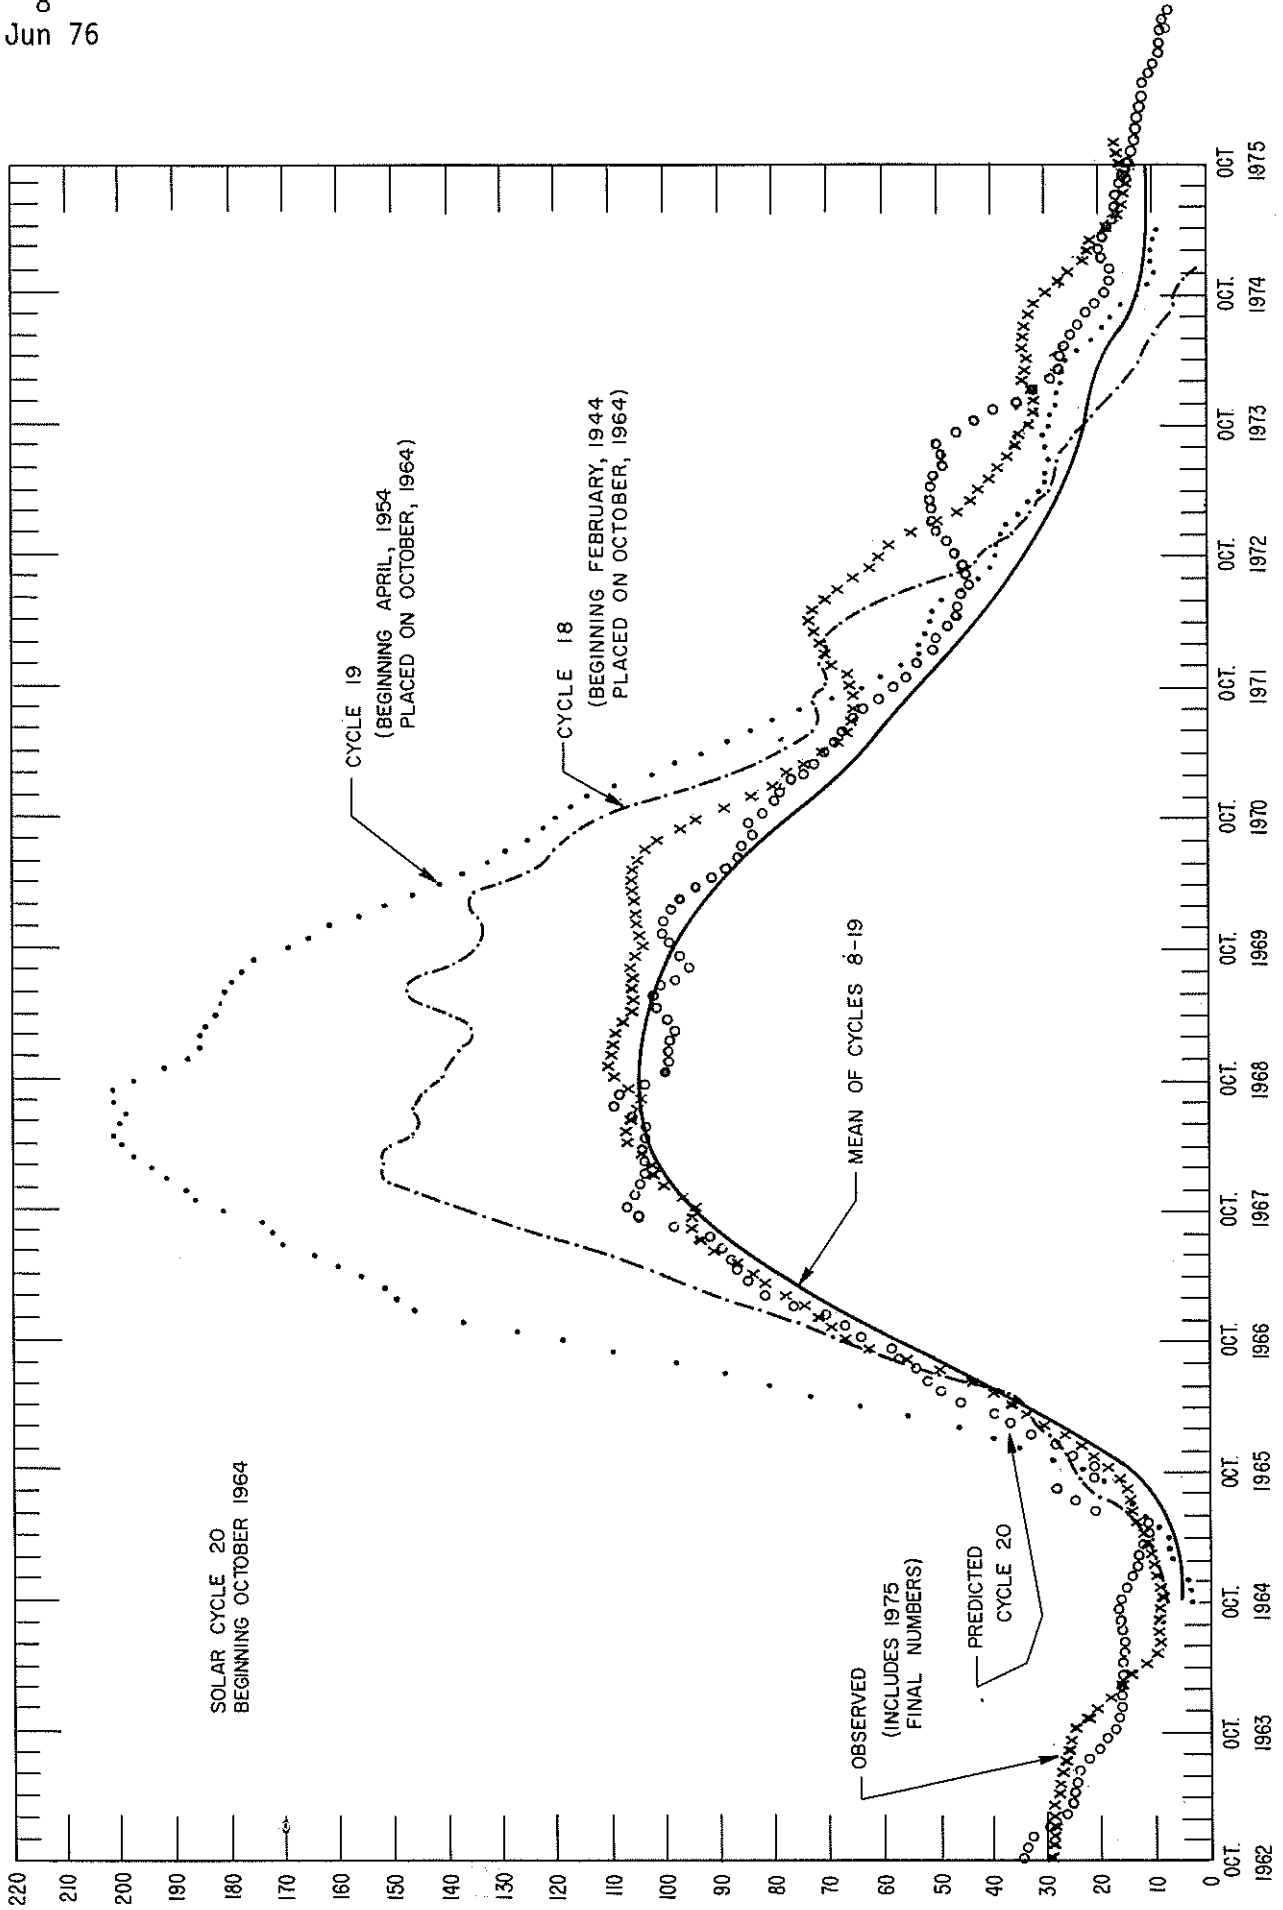 8
Jun 76
220
210
200
190
180
170
160
150
140
130
120
110
100
90
80
70
60
50
40
30
20
10
0
SOLAR CYCLE 20
BEGINNING OCTOBER 1964
CYCLE 19
(BEGINNING APRIL, 1954
PLACED ON OCTOBER, 1964)
CYCLE 18
(BEGINNING FEBRUARY, 1944
PLACED ON OCTOBER, 1964)
MEAN OF CYCLES 8-19
OBSERVED
(INCLUDES 1975
FINAL NUMBERS)
PREDICTED
CYCLE 20
OCT.
1962
OCT.
1963
OCT.
1964
OCT.
1965
OCT.
1966
OCT.
1967
OCT.
1968
OCT.
1969
OCT.
1970
OCT.
1971
OCT.
1972
OCT.
1973
OCT.
1974
OCT
1975